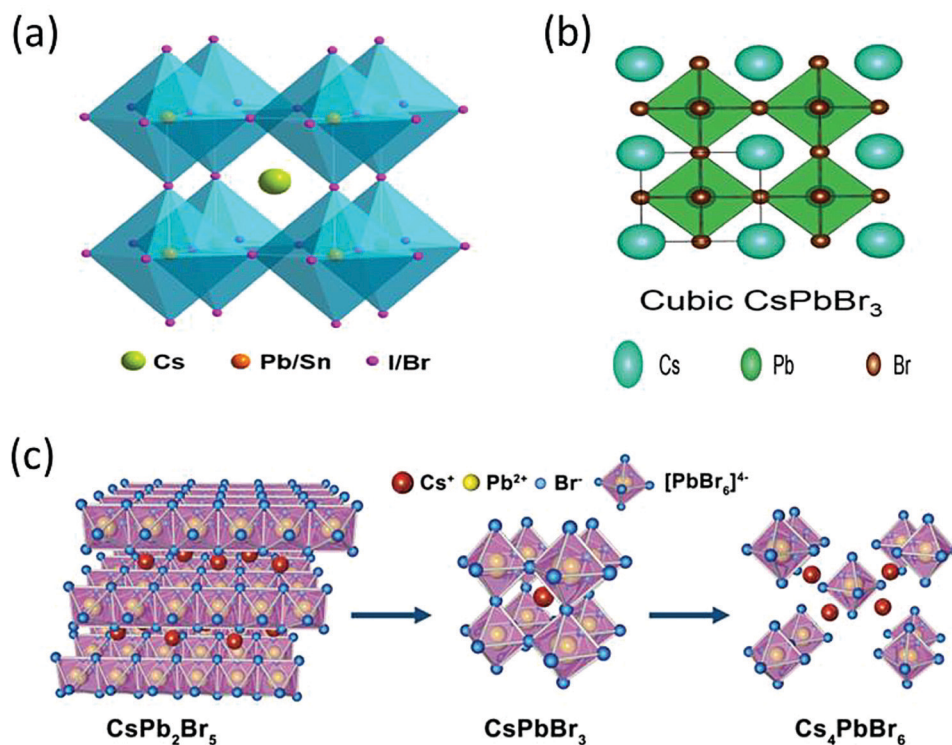 (a)
Cs Pb/Sn I/Br
(b)
Cubic CsPbBr₃
Cs Pb Br
(c)
Cs⁺ Pb²⁺ Br⁻ [PbBr₆]⁴⁻
CsPb₂Br₅ CsPbBr₃ Cs₄PbBr₆